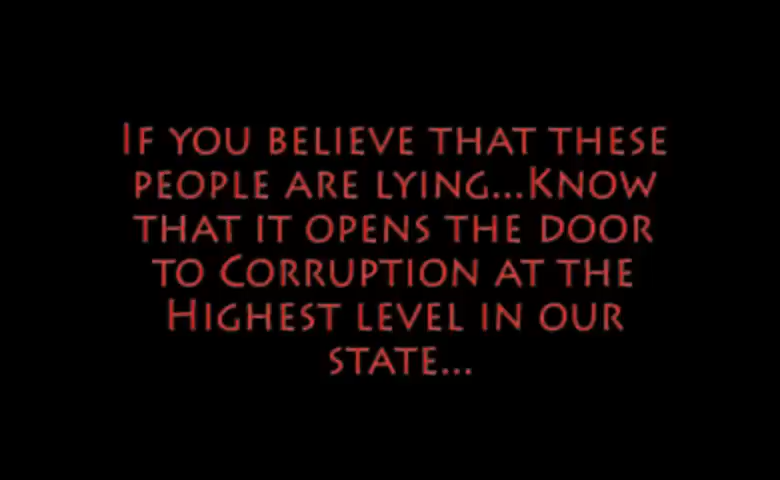 If you believe that these
people are lying...Know
that it opens the door
to Corruption at the
Highest level in our
state...